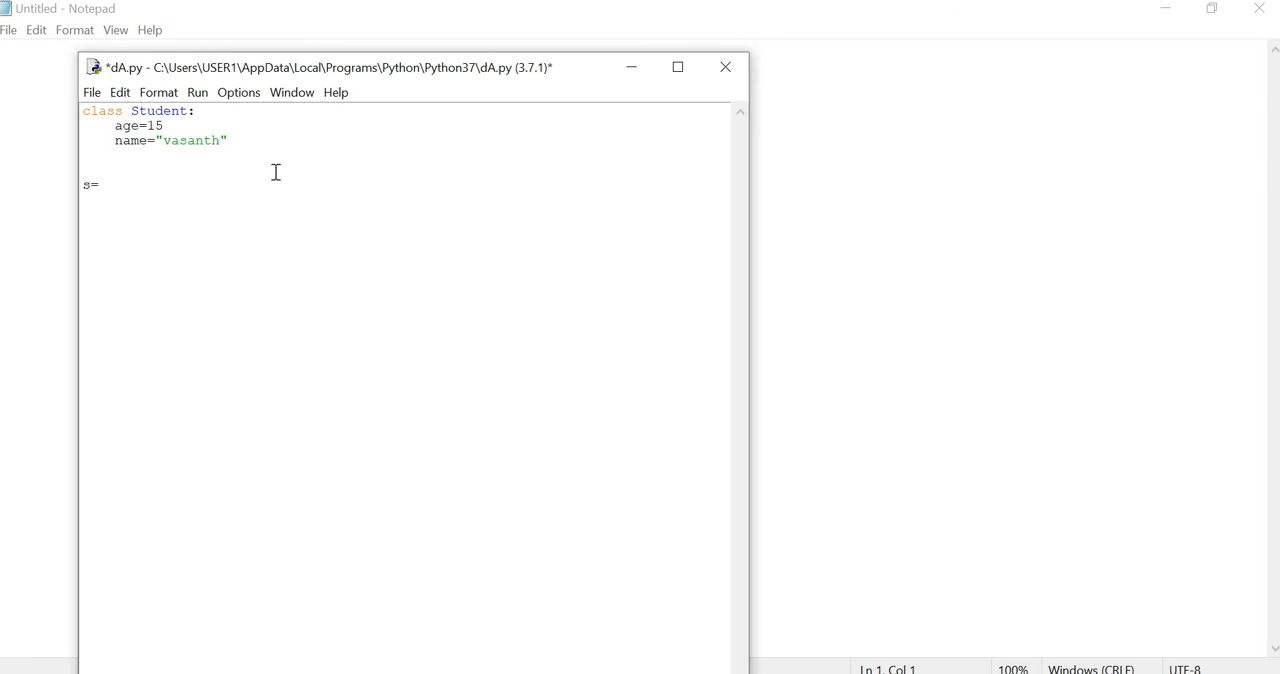 Untitled - Notepad
File Edit Format View Help
*dA.py - C:\Users\USER1\AppData\Local\Programs\Python\Python37\dA.py (3.7.1)*
File Edit Format Run Options Window Help
class Student:
    age=15
    name="vasanth"
s=
Ln 1, Col 1 100% Windows (CRLF) UTF-8